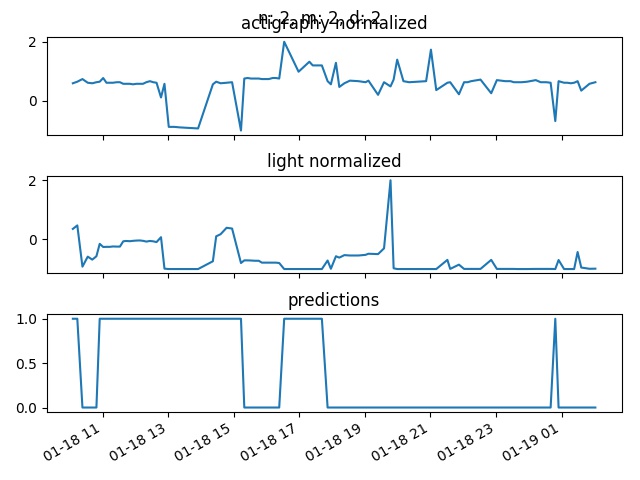 n: 2, m: 2, d: 2
actigraphy normalized
2
0
light normalized
2
0
predictions
1.0
0.5
0.0
01-18 11 01-18 13 01-18 15 01-18 17 01-18 19 01-18 21 01-18 23 01-19 01